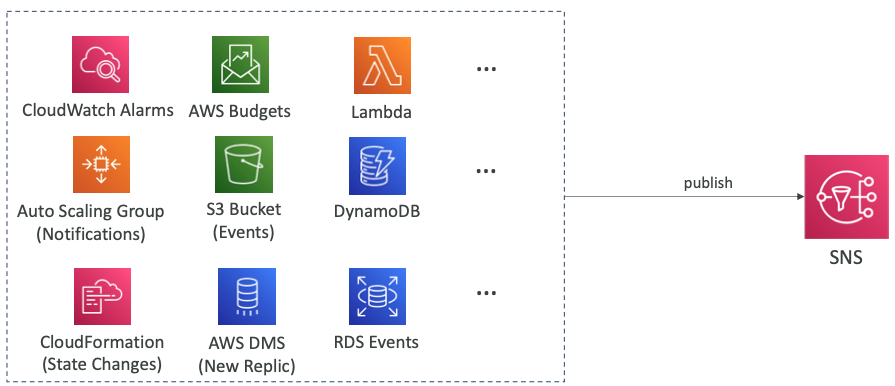 CloudWatch Alarms
AWS Budgets
Lambda
...
Auto Scaling Group
(Notifications)
S3 Bucket
(Events)
DynamoDB
...
CloudFormation
(State Changes)
AWS DMS
(New Replic)
RDS Events
...
publish
SNS